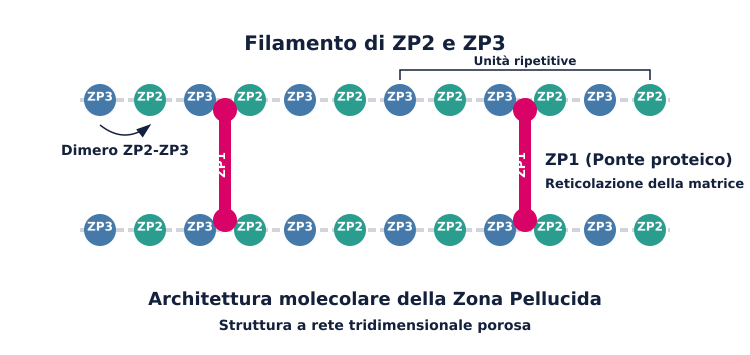 Filamento di ZP2 e ZP3
Unità ripetitive
ZP3 ZP2 ZP3 ZP2 ZP3 ZP2 ZP3 ZP2 ZP3 ZP2 ZP3 ZP2
Dimero ZP2-ZP3
ZP1
ZP1
ZP1 (Ponte proteico)
Reticolazione della matrice
ZP3 ZP2 ZP3 ZP2 ZP3 ZP2 ZP3 ZP2 ZP3 ZP2 ZP3 ZP2
Architettura molecolare della Zona Pellucida
Struttura a rete tridimensionale porosa